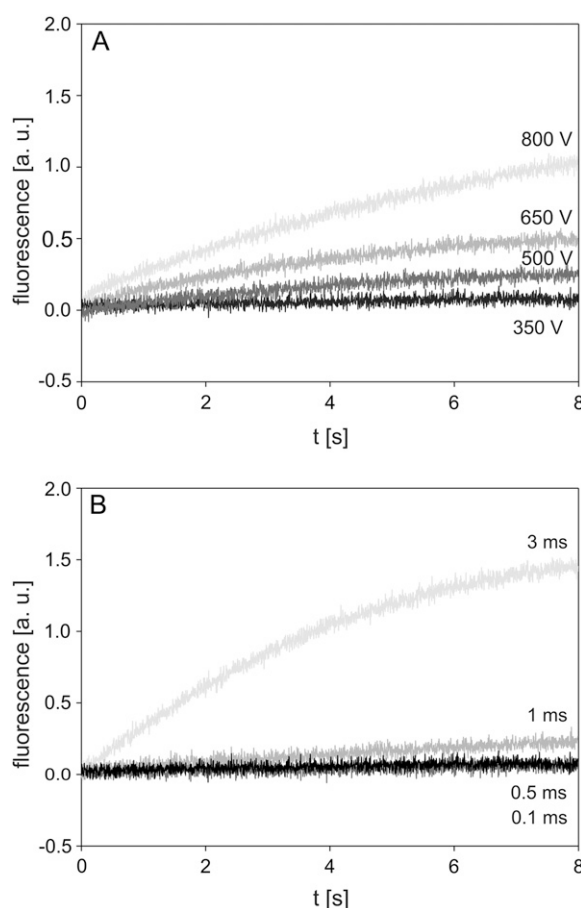 A
2.0
1.5
1.0
0.5
0.0
-0.5
fluorescence [a. u.]
800 V
650 V
500 V
350 V
0 2 4 6 8
t [s]
B
2.0
1.5
1.0
0.5
0.0
-0.5
fluorescence [a. u.]
3 ms
1 ms
0.5 ms
0.1 ms
0 2 4 6 8
t [s]